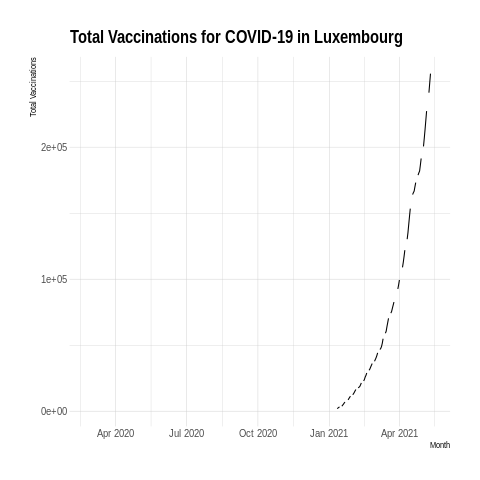 Total Vaccinations for COVID-19 in Luxembourg
Total Vaccinations
2e+05
1e+05
0e+00
Apr 2020 Jul 2020 Oct 2020 Jan 2021 Apr 2021
Month